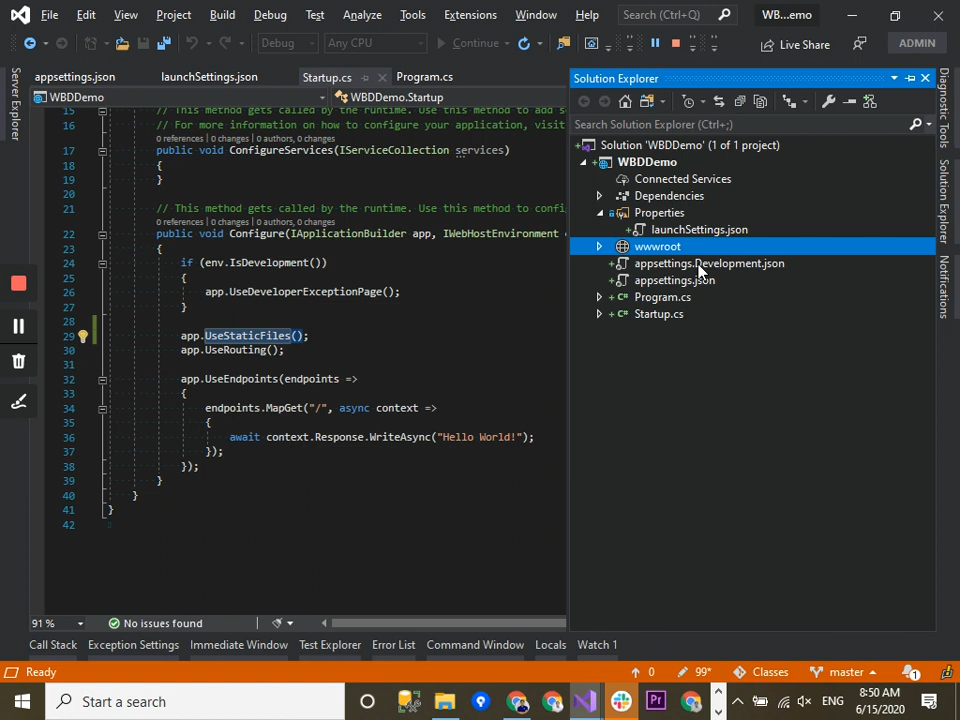 File Edit View Project Build Debug Test Analyze Tools Extensions Window Help Search (Ctrl+Q) WB...emo
Debug Any CPU Continue Live Share ADMIN
Server Explorer
appsettings.json launchSettings.json Startup.cs Program.cs
WBDDemo WBDDemo.Startup
15 // This method gets called by the runtime. Use this method to add s
16 // For more information on how to configure your application, visit
0 references | 0 changes | 0 authors, 0 changes
17 public void ConfigureServices(IServiceCollection services)
18 {
19 }
20
21 // This method gets called by the runtime. Use this method to confi
0 references | 0 changes | 0 authors, 0 changes
22 public void Configure(IApplicationBuilder app, IWebHostEnvironment
23 {
24 if (env.IsDevelopment())
25 {
26 app.UseDeveloperExceptionPage();
27 }
28
29 app.UseStaticFiles();
30 app.UseRouting();
31
32 app.UseEndpoints(endpoints =>
33 {
34 endpoints.MapGet("/", async context =>
35 {
36 await context.Response.WriteAsync("Hello World!");
37 });
38 });
39 }
40 }
41 }
42
91 % No issues found
Solution Explorer
Search Solution Explorer (Ctrl+;)
Solution 'WBDDemo' (1 of 1 project)
WBDDemo
Connected Services
Dependencies
Properties
launchSettings.json
wwwroot
appsettings.Development.json
appsettings.json
C# Program.cs
C# Startup.cs
Diagnostic Tools
Solution Explorer
Notifications
Call Stack Exception Settings Immediate Window Test Explorer Error List Command Window Locals Watch 1
Ready 0 99* Classes master 1
Start a search Pr ENG 8:50 AM
6/15/2020